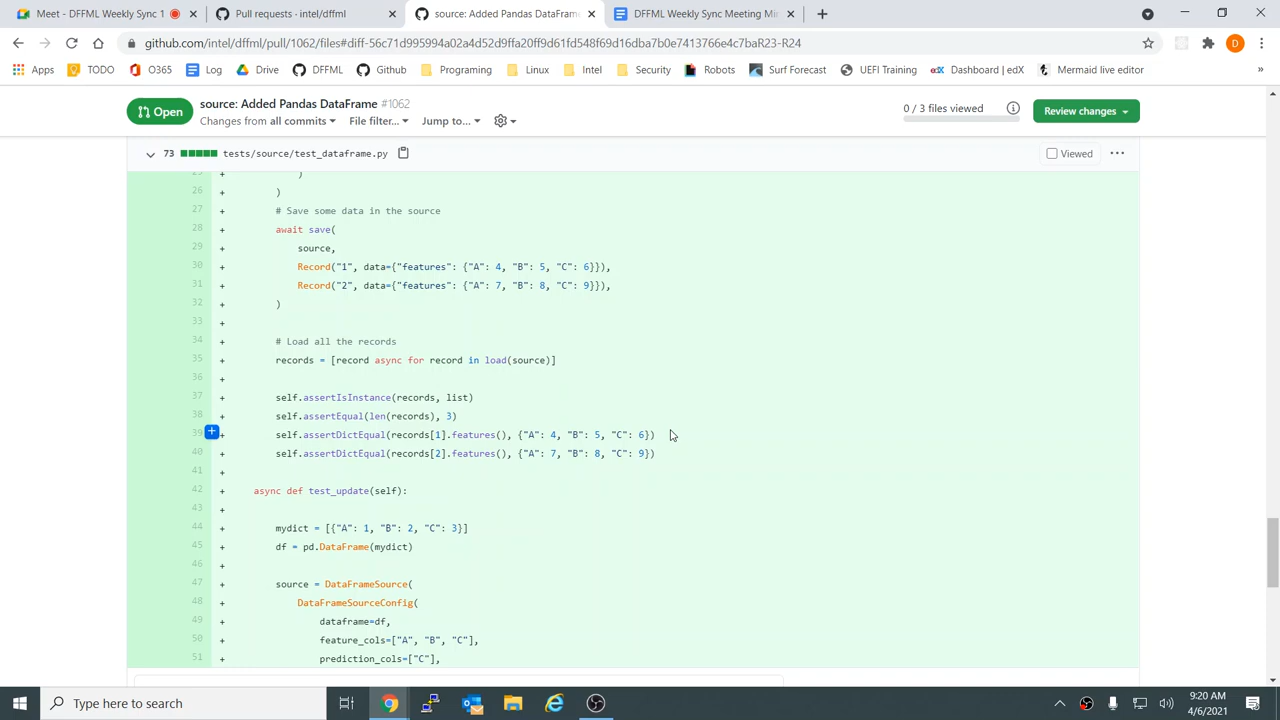 Meet - DFFML Weekly Sync 1
Pull requests · intel/dffml
source: Added Pandas DataFram
DFFML Weekly Sync Meeting Min
github.com/intel/dffml/pull/1062/files#diff-56c71d995994a02a4d52d9ffa20ff9d61fd548f69d16dba7b0e7413766e4c7baR23-R24
D
Apps TODO O365 Log Drive DFFML Github Programing Linux Intel Security Robots Surf Forecast UEFI Training Dashboard | edX Mermaid live editor »
Open
source: Added Pandas DataFrame #1062
Changes from all commits File filter... Jump to...
0 / 3 files viewed
Review changes
73 tests/source/test_dataframe.py
Viewed
25 + )
26 + )
27 + # Save some data in the source
28 + await save(
29 + source,
30 + Record("1", data={"features": {"A": 4, "B": 5, "C": 6}}),
31 + Record("2", data={"features": {"A": 7, "B": 8, "C": 9}}),
32 + )
33 +
34 + # Load all the records
35 + records = [record async for record in load(source)]
36 +
37 + self.assertIsInstance(records, list)
38 + self.assertEqual(len(records), 3)
39 + self.assertDictEqual(records[1].features(), {"A": 4, "B": 5, "C": 6})
40 + self.assertDictEqual(records[2].features(), {"A": 7, "B": 8, "C": 9})
41 +
42 + async def test_update(self):
43 +
44 + mydict = [{"A": 1, "B": 2, "C": 3}]
45 + df = pd.DataFrame(mydict)
46 +
47 + source = DataFrameSource(
48 + DataFrameSourceConfig(
49 + dataframe=df,
50 + feature_cols=["A", "B", "C"],
51 + prediction_cols=["C"],
Type here to search
9:20 AM
4/6/2021